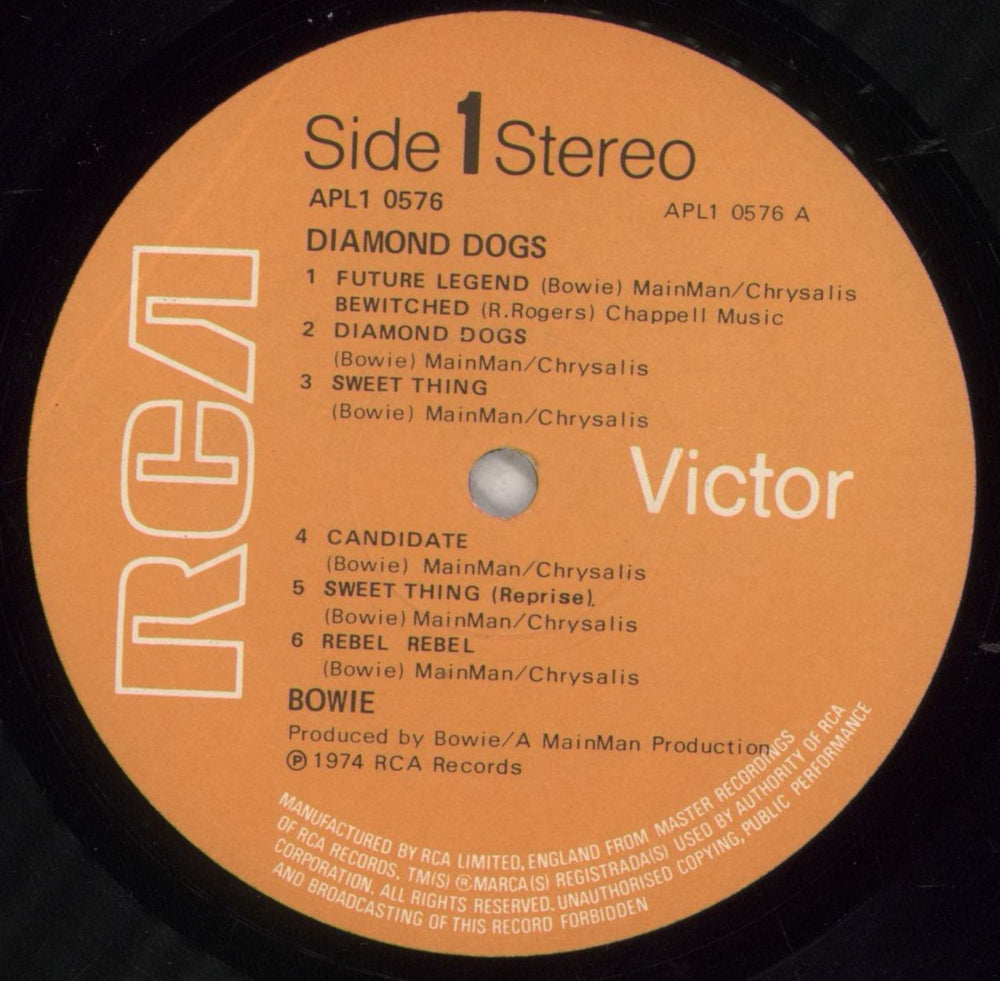 Side 1 Stereo
APL1 0576
APL1 0576 A
DIAMOND DOGS
1 FUTURE LEGEND (Bowie) MainMan/Chrysalis
BEWITCHED (R.Rogers) Chappell Music
2 DIAMOND DOGS
(Bowie) MainMan/Chrysalis
3 SWEET THING
(Bowie) MainMan/Chrysalis
RCA
Victor
4 CANDIDATE
(Bowie) MainMan/Chrysalis
5 SWEET THING (Reprise).
(Bowie) MainMan/Chrysalis
6 REBEL REBEL
(Bowie) MainMan/Chrysalis
BOWIE
Produced by Bowie/A MainMan Production
℗ 1974 RCA Records
MANUFACTURED BY RCA LIMITED, ENGLAND FROM MASTER RECORDINGS
OF RCA RECORDS. TM(S) ® MARCA(S) REGISTRADA(S) USED BY AUTHORITY OF RCA
CORPORATION. ALL RIGHTS RESERVED. UNAUTHORISED COPYING, PUBLIC PERFORMANCE
AND BROADCASTING OF THIS RECORD FORBIDDEN